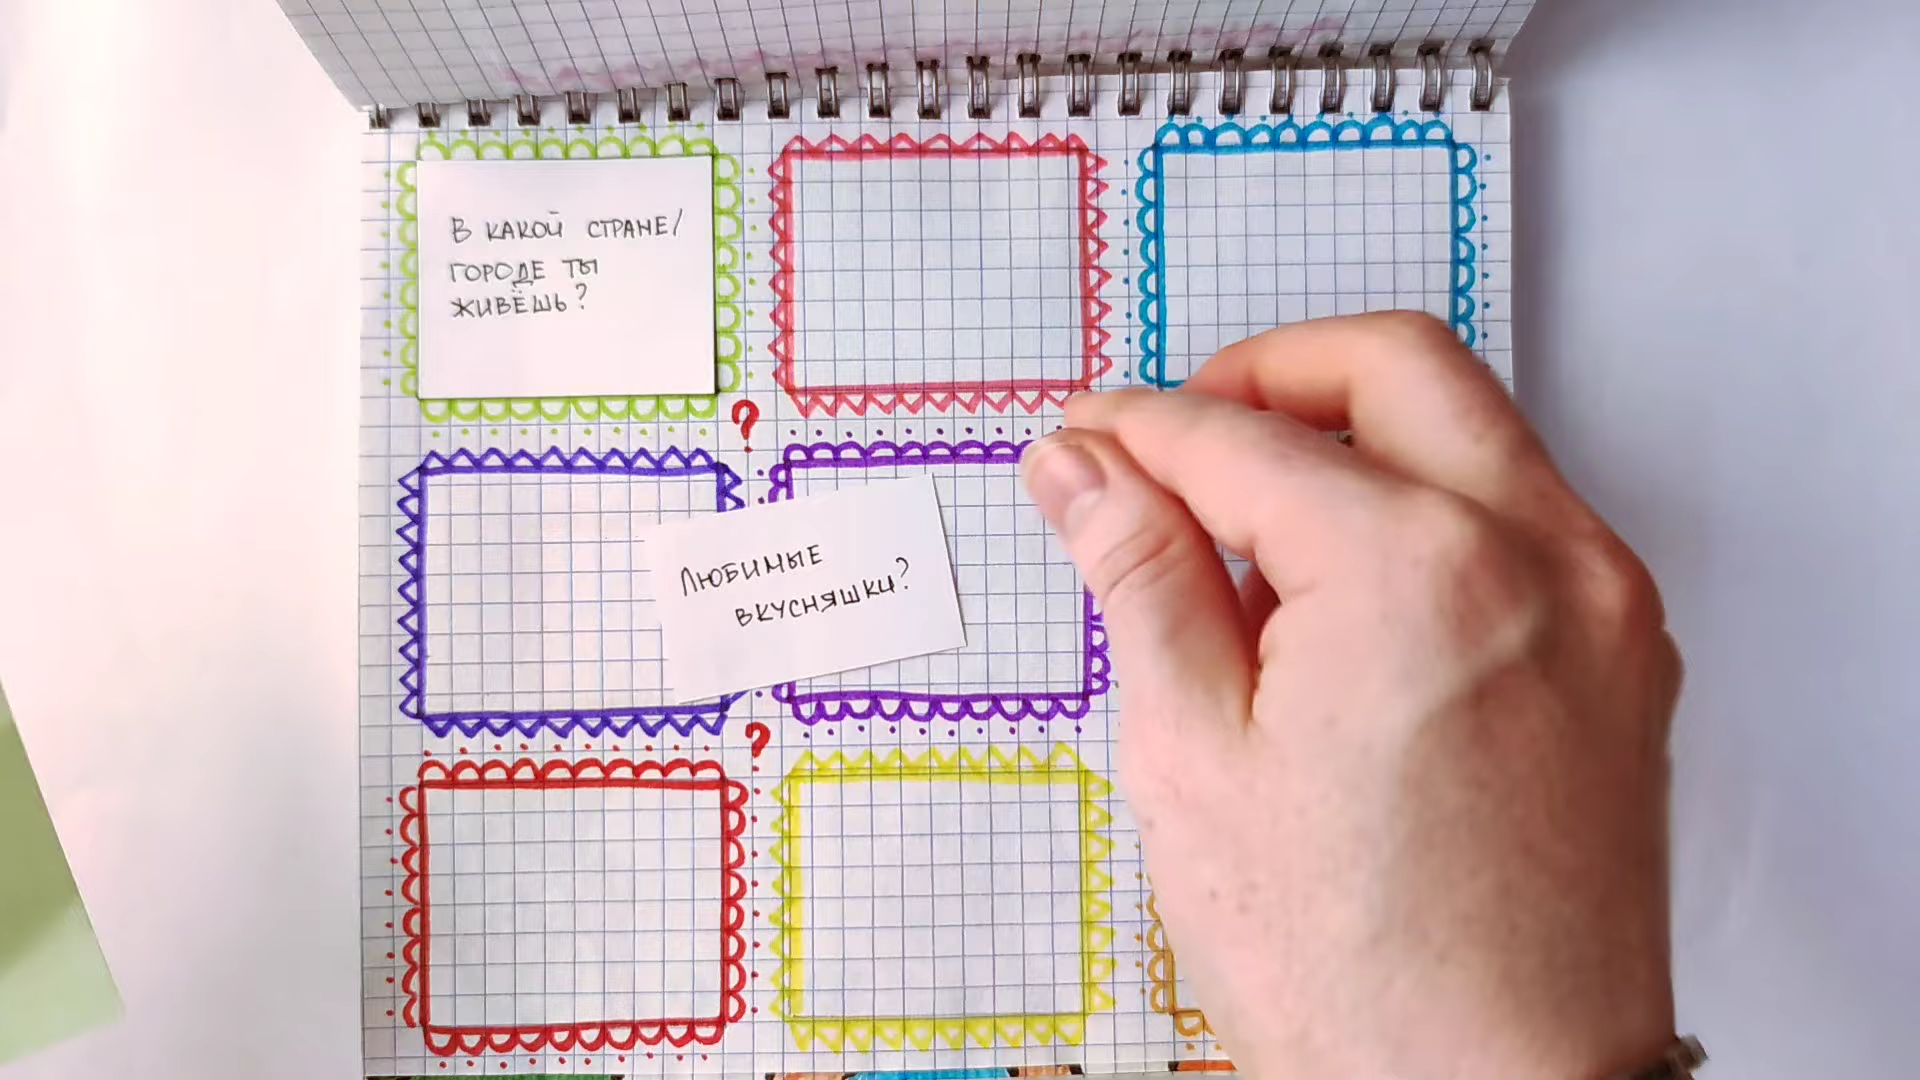 В КАКОЙ СТРАНЕ/
ГОРОДЕ ТЫ
ЖИВЁШЬ?
?
ЛЮБИМЫЕ
ВКУСНЯШКИ?
?